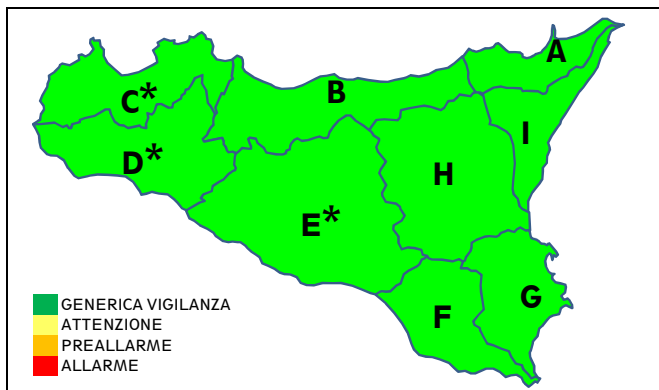 A
B
C*
I
D*
H
E*
G
F
GENERICA VIGILANZA
ATTENZIONE
PREALLARME
ALLARME